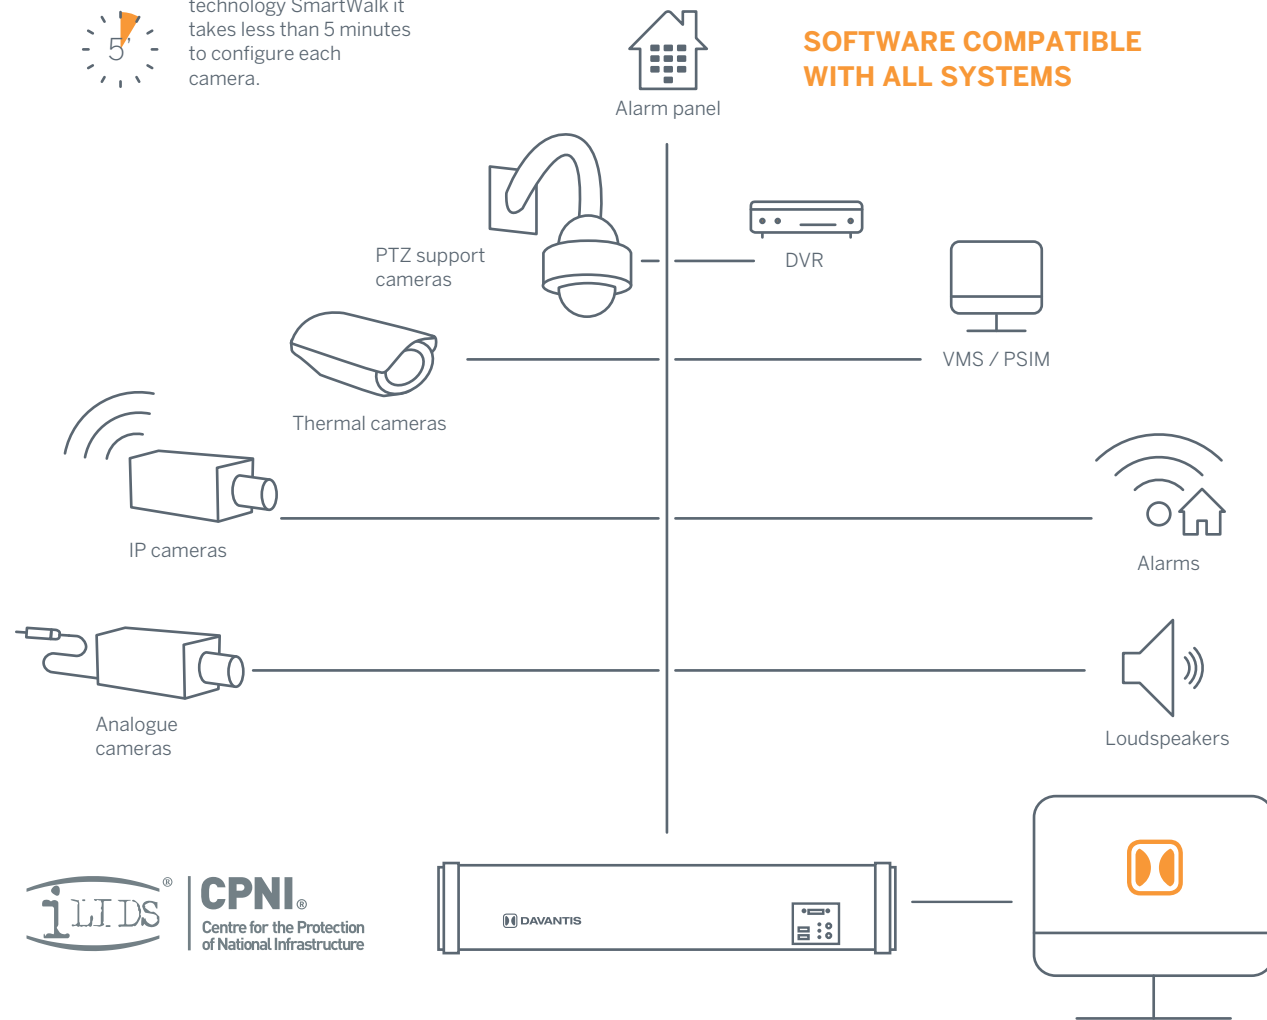 technology SmartWalk it
takes less than 5 minutes
to configure each
camera.
5'
Alarm panel
SOFTWARE COMPATIBLE
WITH ALL SYSTEMS
PTZ support
cameras
DVR
VMS / PSIM
Thermal cameras
IP cameras
Alarms
Analogue
cameras
Loudspeakers
iLIDS®
CPNI®
Centre for the Protection
of National Infrastructure
DAVANTIS